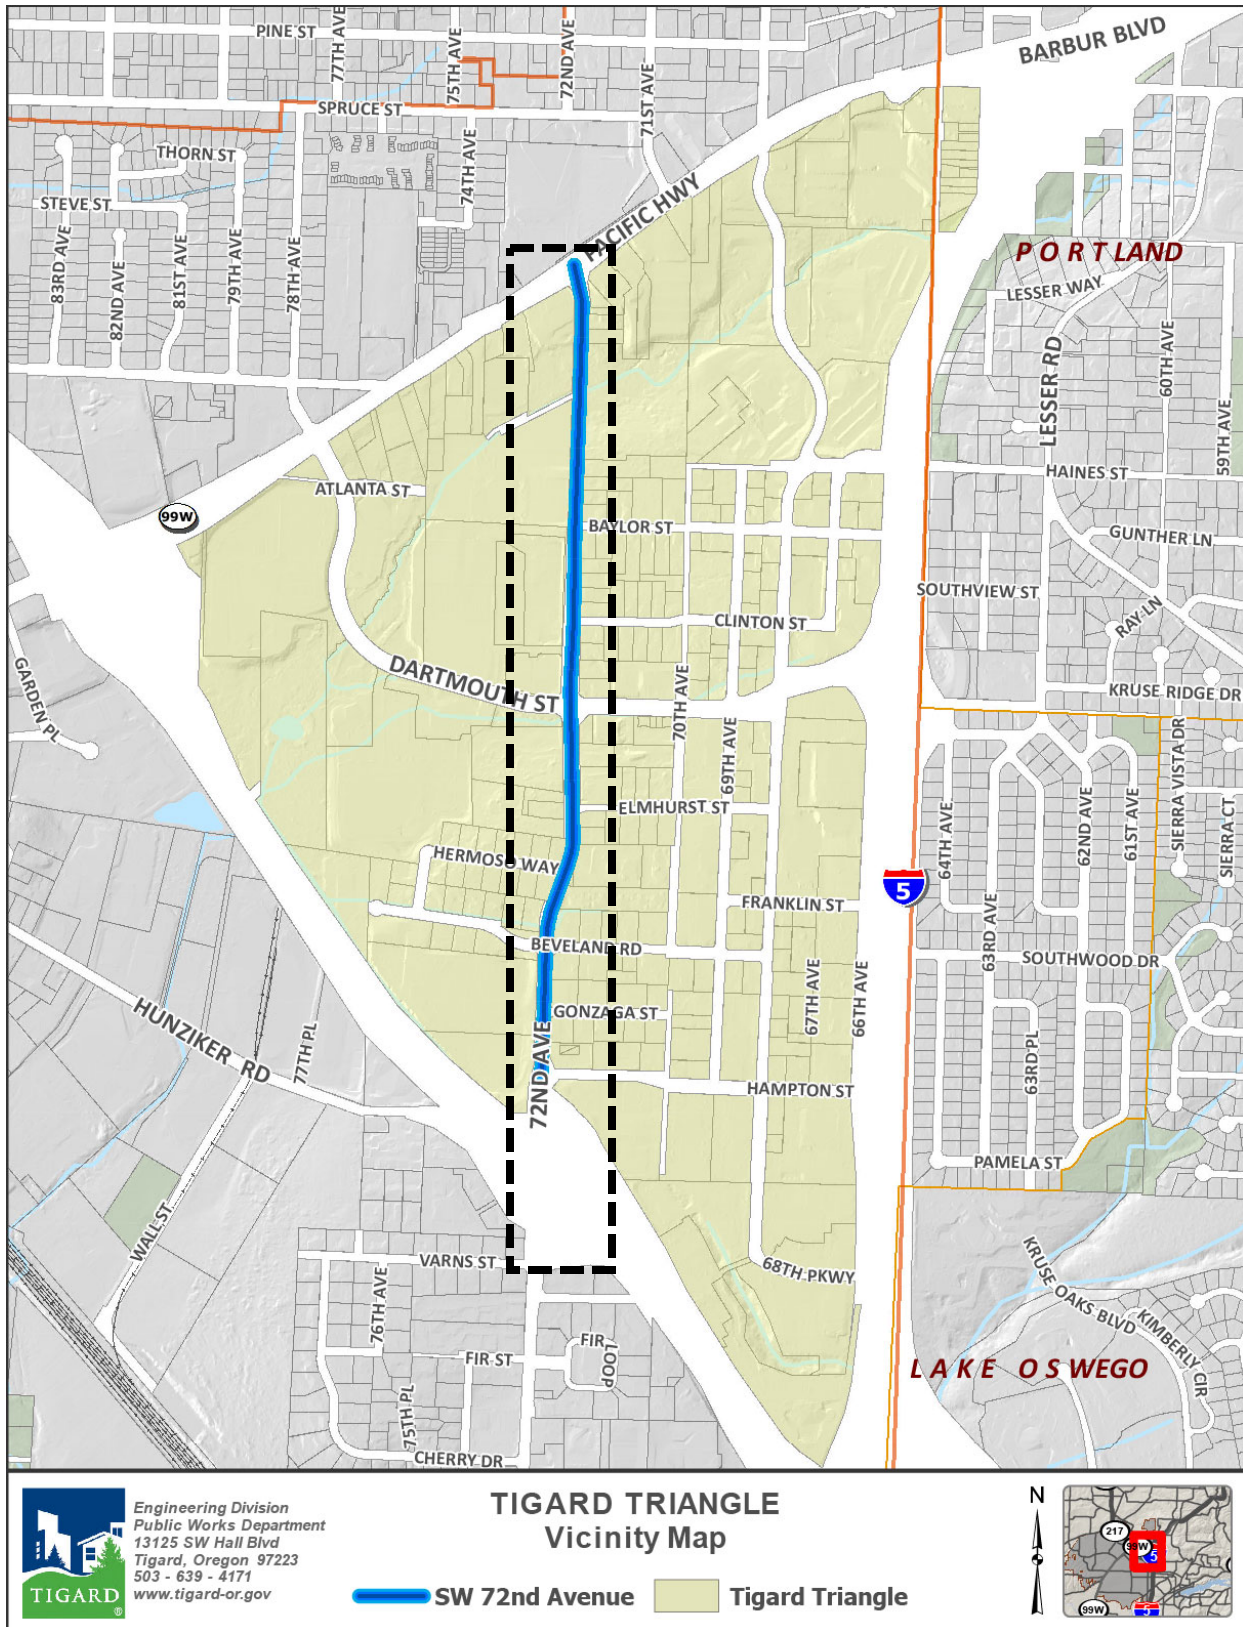 PINE ST
77TH AVE
75TH AVE
72ND AVE
BARBUR BLVD
SPRUCE ST
71ST AVE
THORN ST
74TH AVE
STEVE ST
PACIFIC HWY
83RD AVE
82ND AVE
81ST AVE
79TH AVE
78TH AVE
PORTLAND
LESSER WAY
LESSER RD
60TH AVE
59TH AVE
HAINES ST
ATLANTA ST
99W
BAYLOR ST
GUNTHER LN
SOUTHVIEW ST
CLINTON ST
RAY LN
GARDEN PL
DARTMOUTH ST
70TH AVE
KRUSE RIDGE DR
69TH AVE
SIERRA VISTA DR
SIERRA CT
ELMHURST ST
64TH AVE
62ND AVE
61ST AVE
HERMOSO WAY
5
FRANKLIN ST
63RD AVE
BEVELAND RD
SOUTHWOOD DR
67TH AVE
66TH AVE
HUNZIKER RD
77TH PL
GONZAGA ST
72ND AVE
HAMPTON ST
63RD PL
PAMELA ST
WALL ST
VARNS ST
68TH PKWY
KRUSE OAKS BLVD
KIMBERLY CIR
76TH AVE
FIR ST
FIR
LOOP
LAKE OSWEGO
75TH PL
CHERRY DR
TIGARD
®
Engineering Division
Public Works Department
13125 SW Hall Blvd
Tigard, Oregon 97223
503 - 639 - 4171
www.tigard-or.gov
TIGARD TRIANGLE
Vicinity Map
SW 72nd Avenue
Tigard Triangle
N
217
99W
5
99W
5